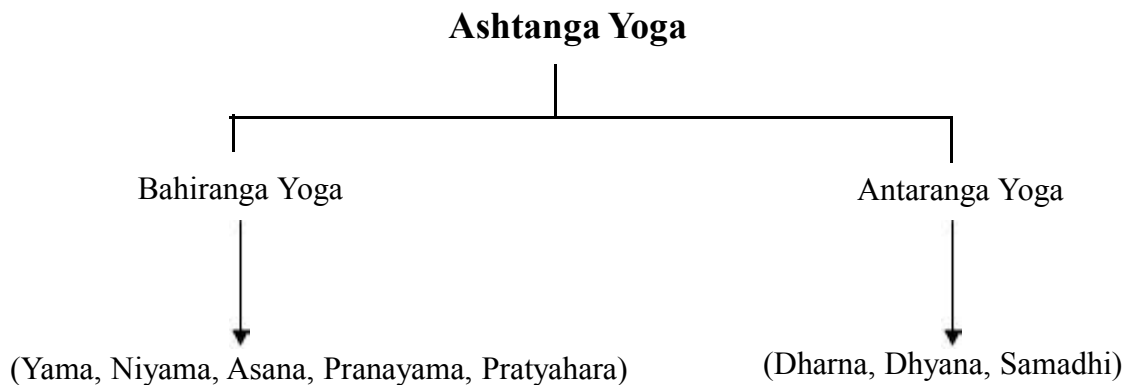 Ashtanga Yoga
Bahiranga Yoga
Antaranga Yoga
(Yama, Niyama, Asana, Pranayama, Pratyahara)
(Dharna, Dhyana, Samadhi)